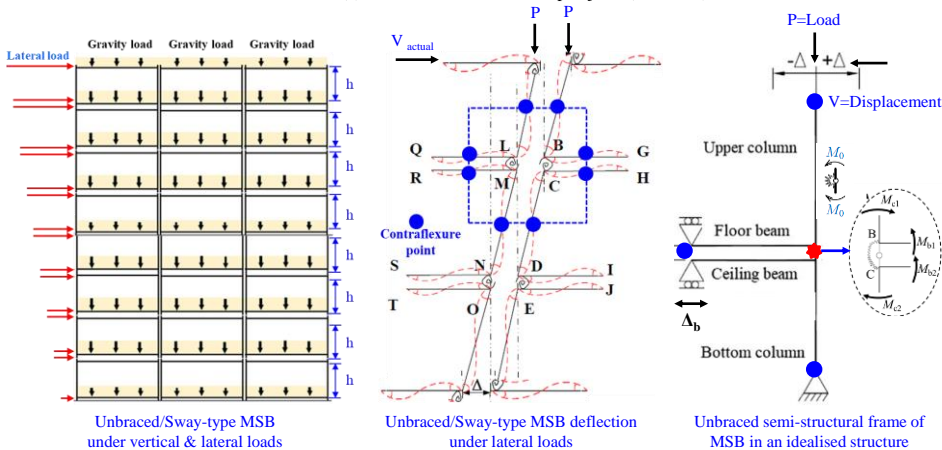 Gravity load Gravity load Gravity load
Lateral load
h
h
h
h
h
h
h
h
Unbraced/Sway-type MSB
under vertical & lateral loads
P P
V actual
Q L B G
R M C H
Contraflexure
point
S N D I
T O E J
Δ
Unbraced/Sway-type MSB deflection
under lateral loads
P=Load
-Δ +Δ
V=Displacement
Upper column
M0
M0
Mc1
Floor beam
B
Mb1
Ceiling beam
C
Mb2
Mc2
Δb
Bottom column
Unbraced semi-structural frame of
MSB in an idealised structure